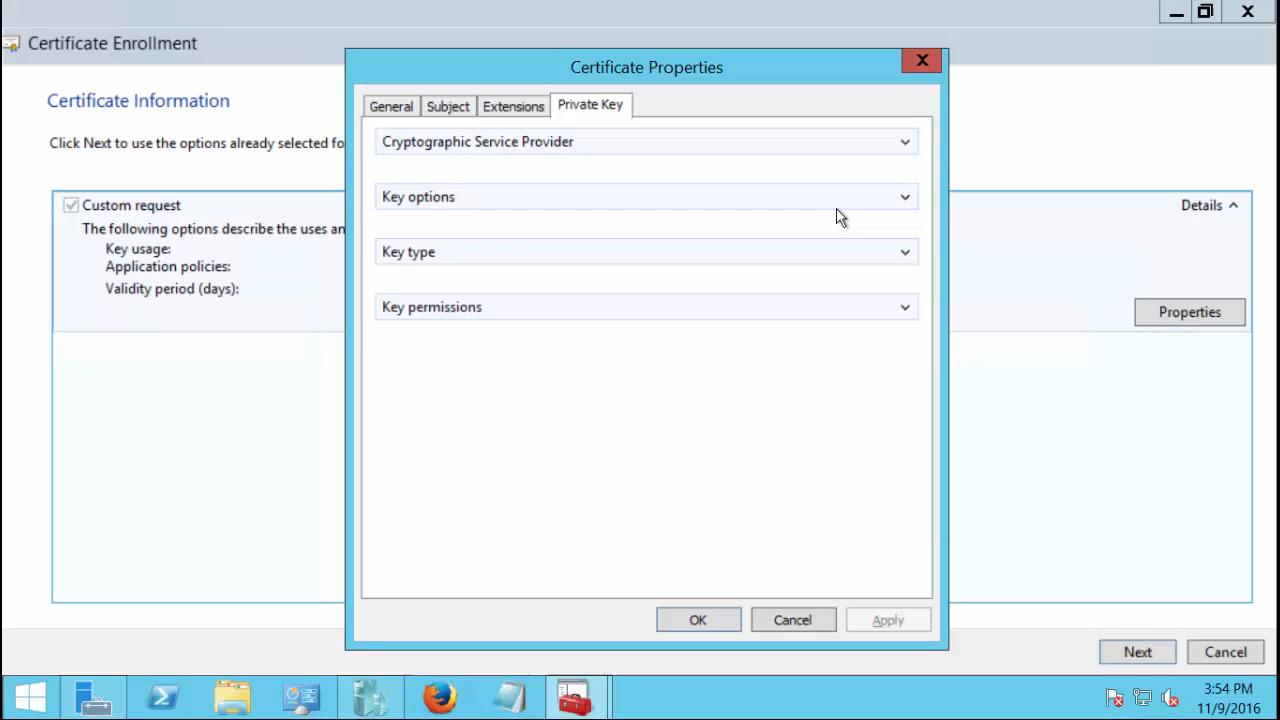 Certificate Enrollment
Certificate Properties
General
Subject
Extensions
Private Key
Certificate Information
Click Next to use the options already selected fo
Cryptographic Service Provider
Key options
Custom request
Details
The following options describe the uses an
Key usage:
Key type
Application policies:
Validity period (days):
Key permissions
Properties
OK
Cancel
Apply
Next
Cancel
3:54 PM
11/9/2016